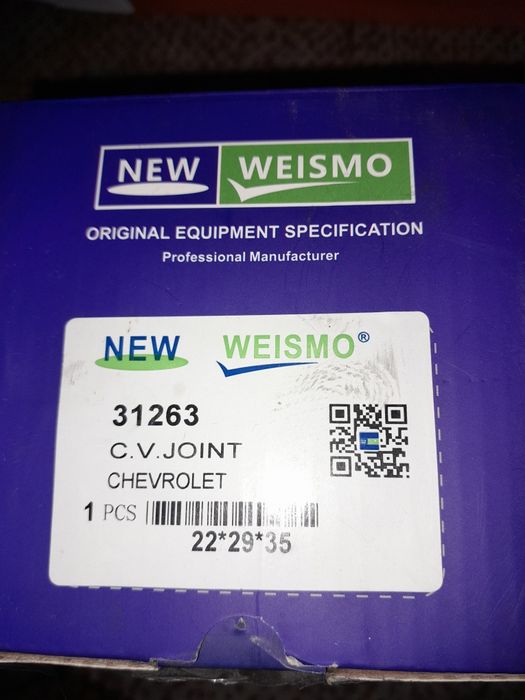 NEW WEISMO
ORIGINAL EQUIPMENT SPECIFICATION
Professional Manufacturer
NEW WEISMO®
31263
C.V.JOINT
CHEVROLET
1 PCS
22*29*35